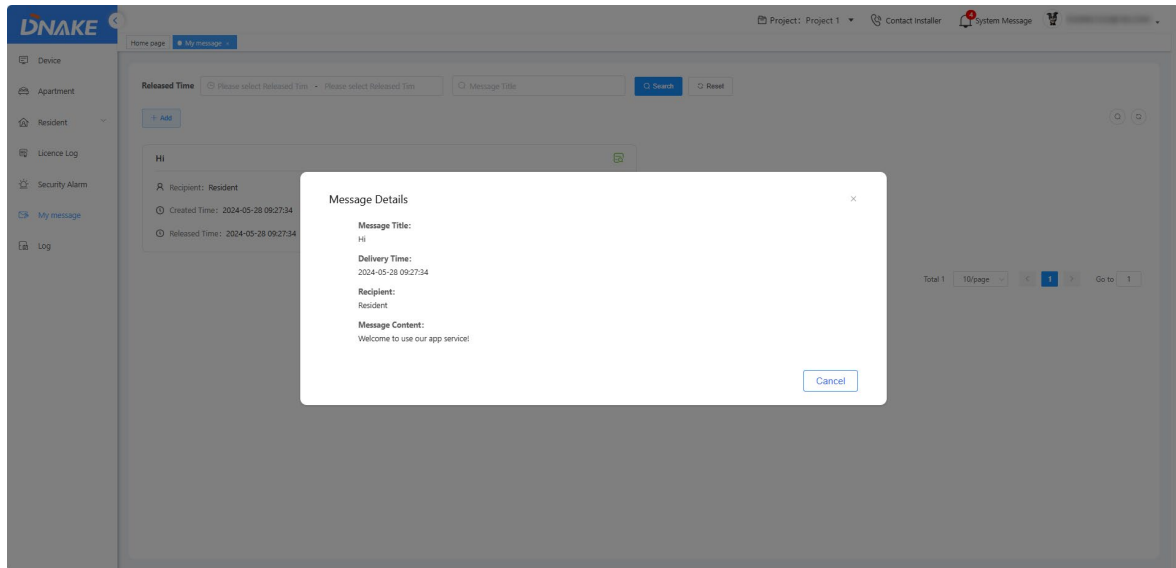 DNAKE
Project: Project 1
Contact Installer
4
System Message
Home page
My message ×
Device
Apartment
Resident
Licence Log
Security Alarm
My message
Log
Released Time
Please select Released Tim - Please select Released Tim
Message Title
Search
Reset
+ Add
Hi
Recipient: Resident
Created Time: 2024-05-28 09:27:34
Released Time: 2024-05-28 09:27:34
Message Details
Message Title:
Hi
Delivery Time:
2024-05-28 09:27:34
Recipient:
Resident
Message Content:
Welcome to use our app service!
Cancel
Total 1
10/page
< 1 >
Go to 1